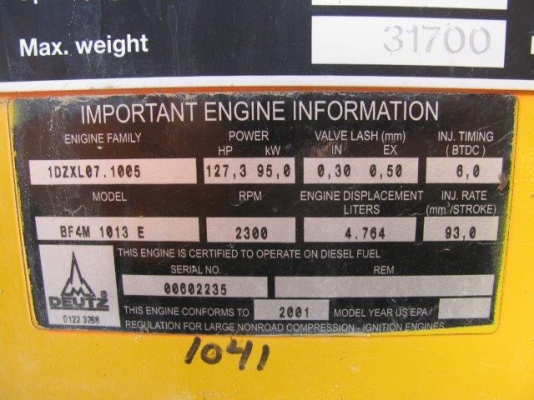 Max. weight 31700
IMPORTANT ENGINE INFORMATION
ENIGINE FAMILY POWER VALVE LASH (mm) INJ. TIMING
HP kW IN EX (BTDC)
1DZXL07.1005 127,3 95,0 0,30 0,50 6,0
MODEL RPM ENGINE DISPLACEMENT INJ. RATE
LITERS (mm³/STROKE)
BF4M 1013 E 2300 4.764 93,0
THIS ENGINE IS CERTIFIED TO OPERATE ON DIESEL FUEL
SERIAL NO. REM
00602235
DEUTZ
0122 3268
THIS ENGINE CONFORMS TO 2001 MODEL YEAR US EPA /
REGULATION FOR LARGE NONROAD COMPRESSION - IGNITION ENGINES
1041